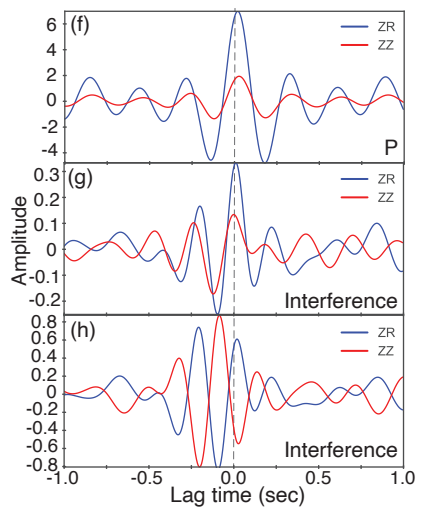 (f)
ZR
ZZ
6
4
2
0
-2
-4
P
(g)
ZR
ZZ
0.3
0.2
0.1
0
-0.1
-0.2
Interference
Amplitude
(h)
ZR
ZZ
0.8
0.6
0.4
0.2
0
-0.2
-0.4
-0.6
-0.8
Interference
-1.0 -0.5 0.0 0.5 1.0
Lag time (sec)